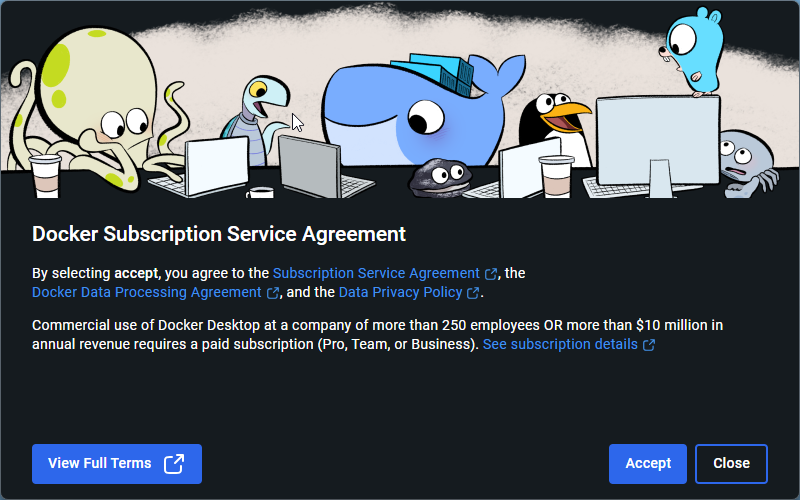 Docker Subscription Service Agreement
By selecting accept, you agree to the Subscription Service Agreement, the
Docker Data Processing Agreement, and the Data Privacy Policy.
Commercial use of Docker Desktop at a company of more than 250 employees OR more than $10 million in
annual revenue requires a paid subscription (Pro, Team, or Business). See subscription details
View Full Terms
Accept
Close